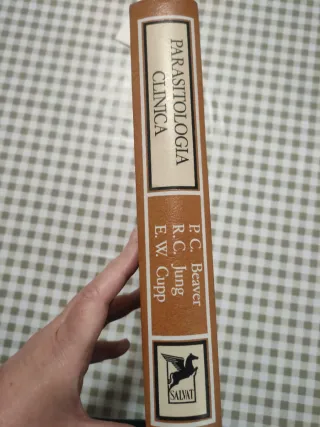 PARASITOLOGIA
CLINICA
P. C. Beaver
R. C. Jung
E. W. Cupp
SALVAT